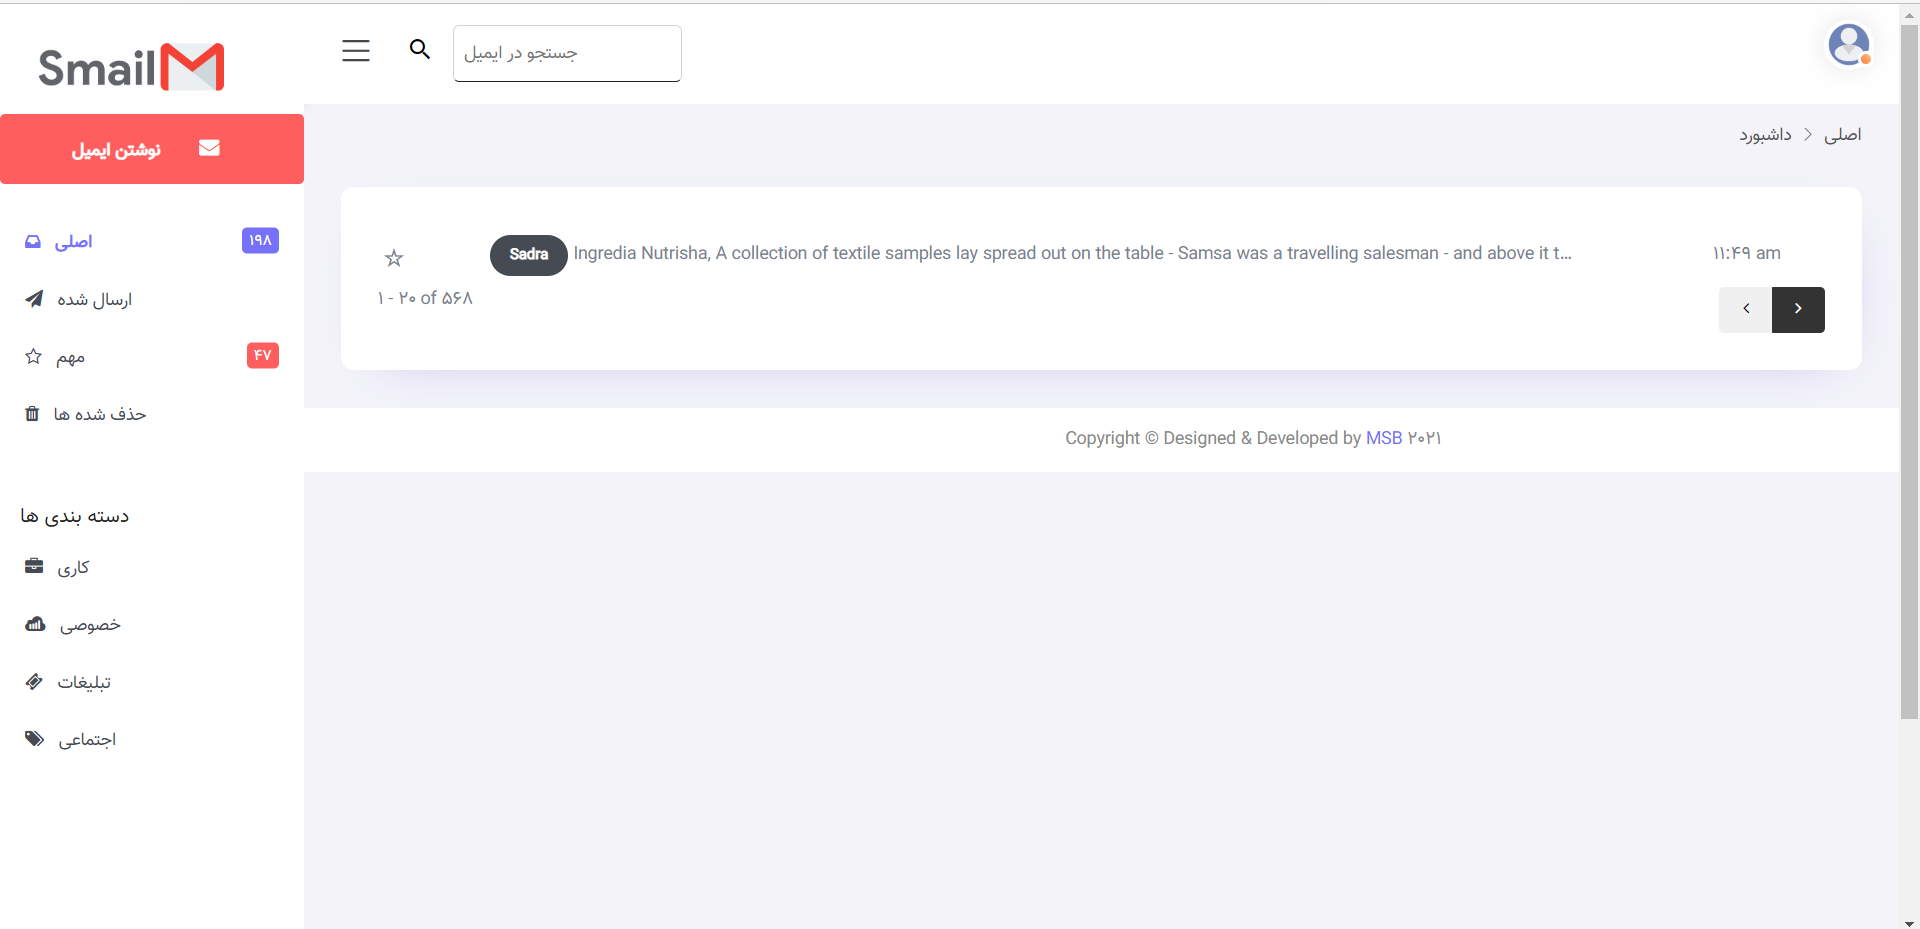 Smail
نوشتن ایمیل
اصلی ۱۹۸
ارسال شده
مهم ۴۷
حذف شده ها
دسته بندی ها
کاری
خصوصی
تبلیغات
اجتماعی
جستجو در ایمیل
اصلی > داشبورد
Sadra Ingredia Nutrisha, A collection of textile samples lay spread out on the table - Samsa was a travelling salesman - and above it t... ۱۱:۴۹ am
۱ - ۲۰ of ۵۶۸
Copyright © Designed & Developed by MSB ۲۰۲۱